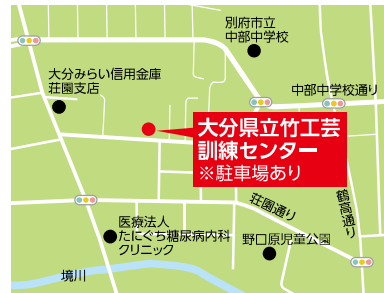 別府市立
中部中学校
大分みらい信用金庫
荘園支店
中部中学校通り
大分県立竹工芸
訓練センター
※駐車場あり
荘園通り
鶴高通り
医療法人
たにぐち糖尿病内科
クリニック
野口原児童公園
境川